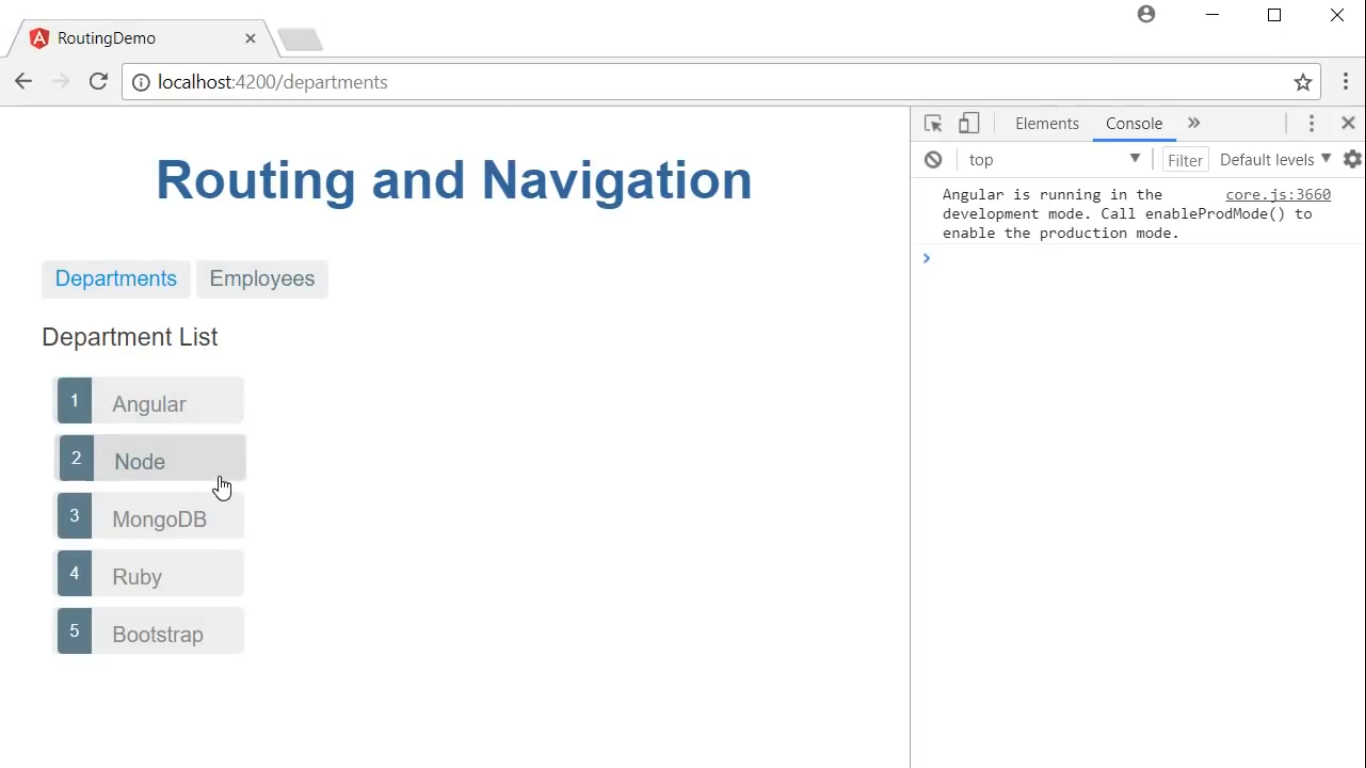 RoutingDemo
localhost:4200/departments
Routing and Navigation
Departments Employees
Department List
1 Angular
2 Node
3 MongoDB
4 Ruby
5 Bootstrap
Elements Console
top Filter Default levels
Angular is running in the core.js:3660
development mode. Call enableProdMode() to
enable the production mode.